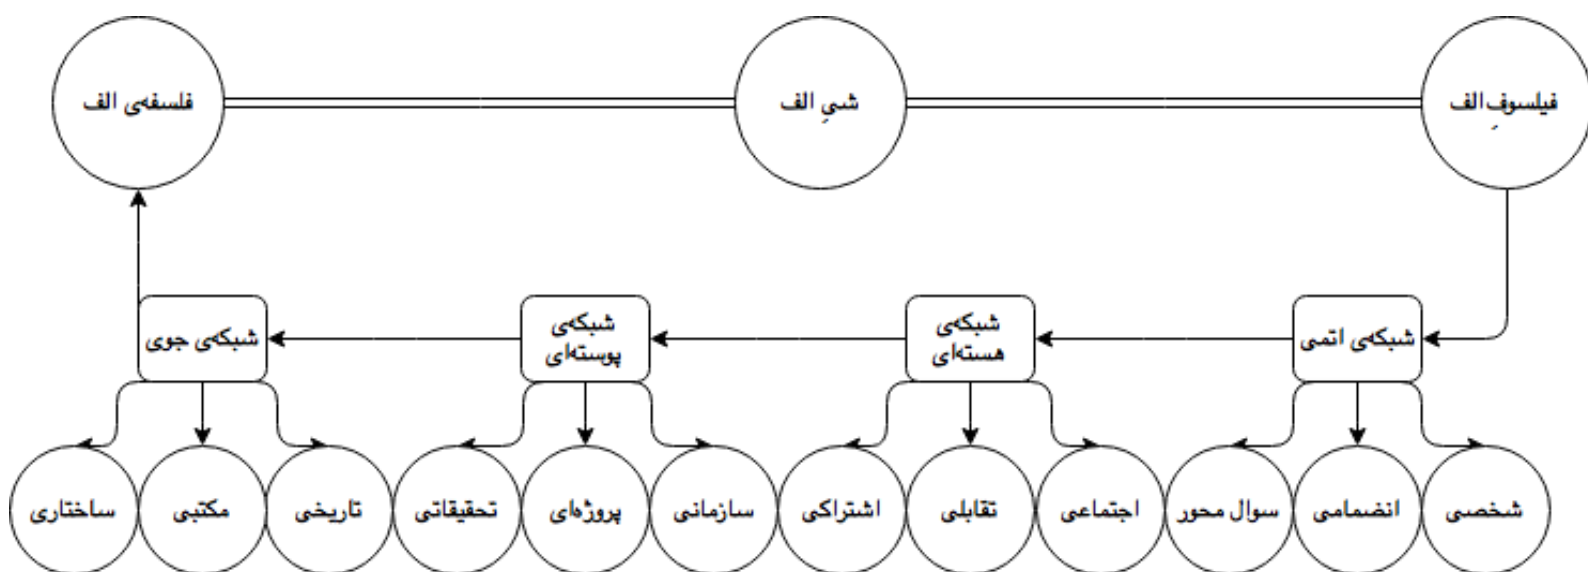 فیلسوفِ الف
شیِ الف
فلسفه‌ی الف
شبکه‌ی اتمی
شبکه‌ی
هسته‌ای
شبکه‌ی
پوسته‌ای
شبکه‌ی جوی
شخصی
انضمامی
سوال محور
اجتماعی
تقابلی
اشتراکی
سازمانی
پروژه‌ای
تحقیقاتی
تاریخی
مکتبی
ساختاری